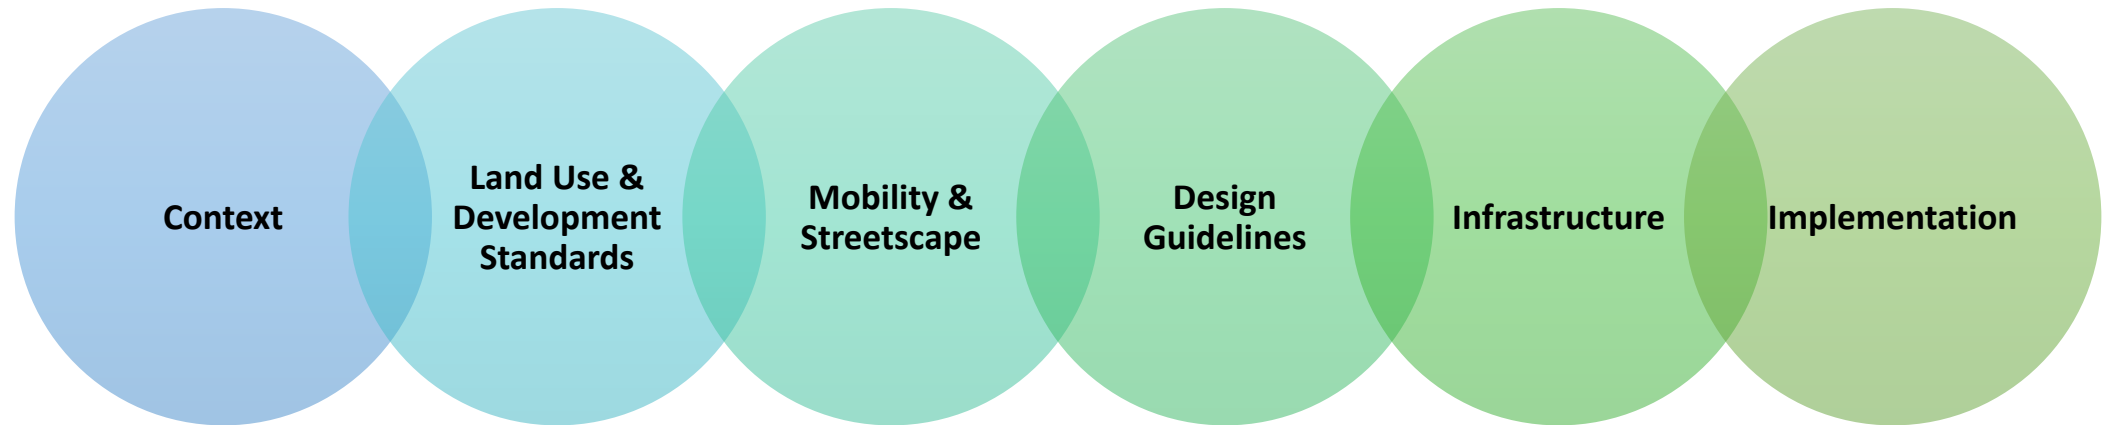 Context
Land Use &
Development
Standards
Mobility &
Streetscape
Design
Guidelines
Infrastructure
Implementation